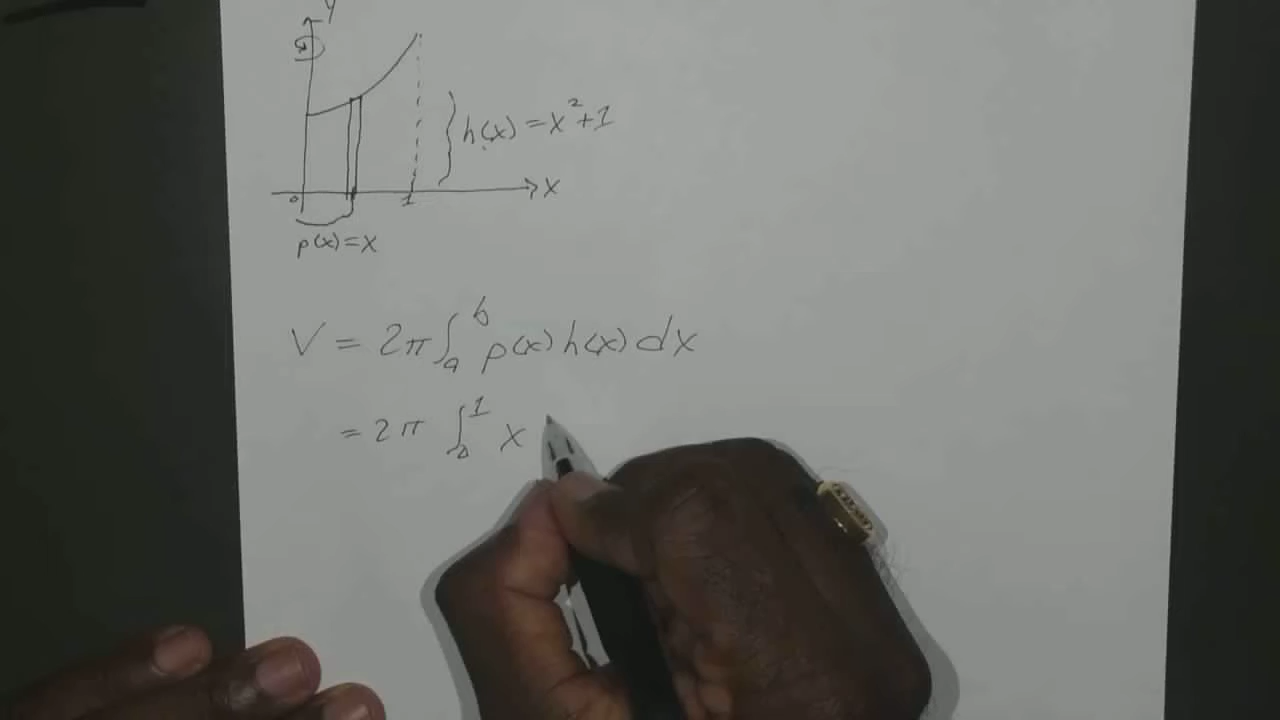 y
h(x) = x² + 1
x
0 1
p(x) = x
V = 2π ∫ₐᵇ p(x) h(x) dx
= 2π ∫₀¹ x